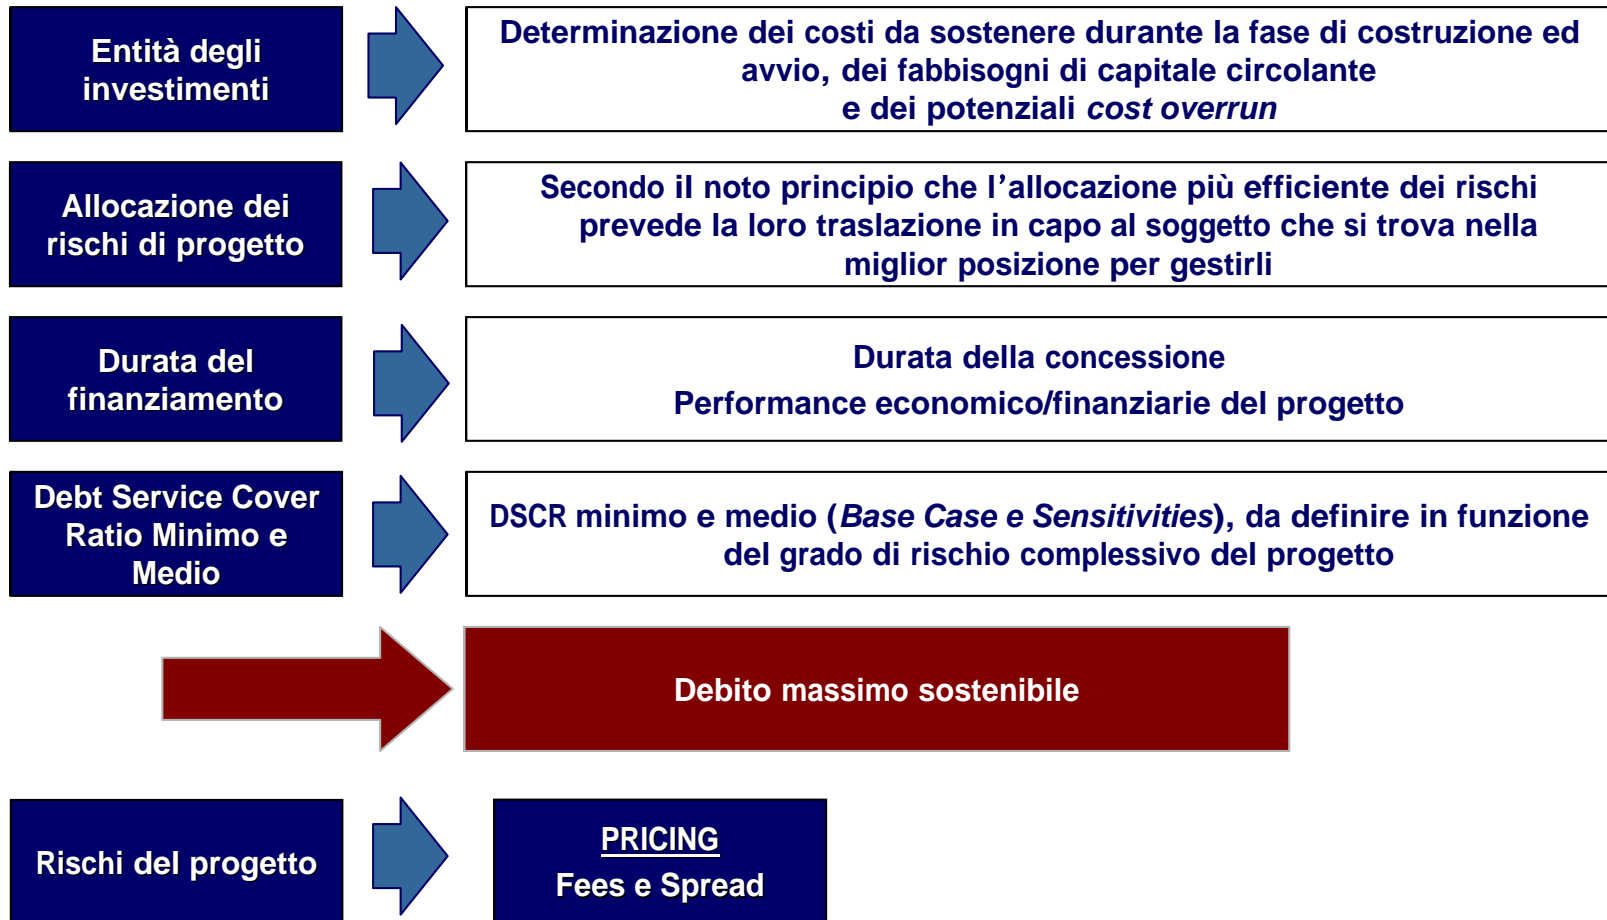 Entità degli
investimenti
Determinazione dei costi da sostenere durante la fase di costruzione ed
avvio, dei fabbisogni di capitale circolante
e dei potenziali cost overrun
Allocazione dei
rischi di progetto
Secondo il noto principio che l’allocazione più efficiente dei rischi
prevede la loro traslazione in capo al soggetto che si trova nella
miglior posizione per gestirli
Durata del
finanziamento
Durata della concessione
Performance economico/finanziarie del progetto
Debt Service Cover
Ratio Minimo e
Medio
DSCR minimo e medio (Base Case e Sensitivities), da definire in funzione
del grado di rischio complessivo del progetto
Debito massimo sostenibile
Rischi del progetto
PRICING
Fees e Spread